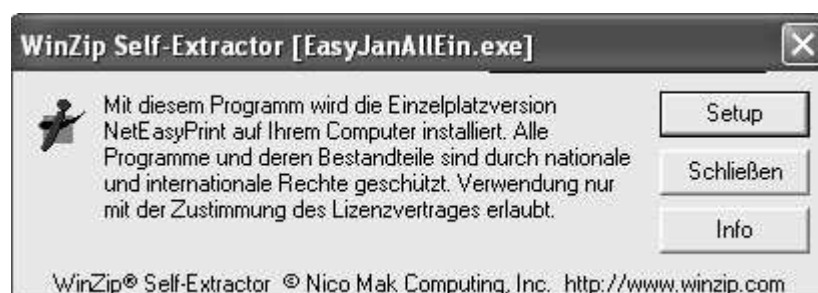 WinZip Self-Extractor [EasyJanAllEin.exe]
Mit diesem Programm wird die Einzelplatzversion
NetEasyPrint auf Ihrem Computer installiert. Alle
Programme und deren Bestandteile sind durch nationale
und internationale Rechte geschützt. Verwendung nur
mit der Zustimmung des Lizenzvertrages erlaubt.
Setup
Schließen
Info
WinZip® Self-Extractor © Nico Mak Computing, Inc. http://www.winzip.com